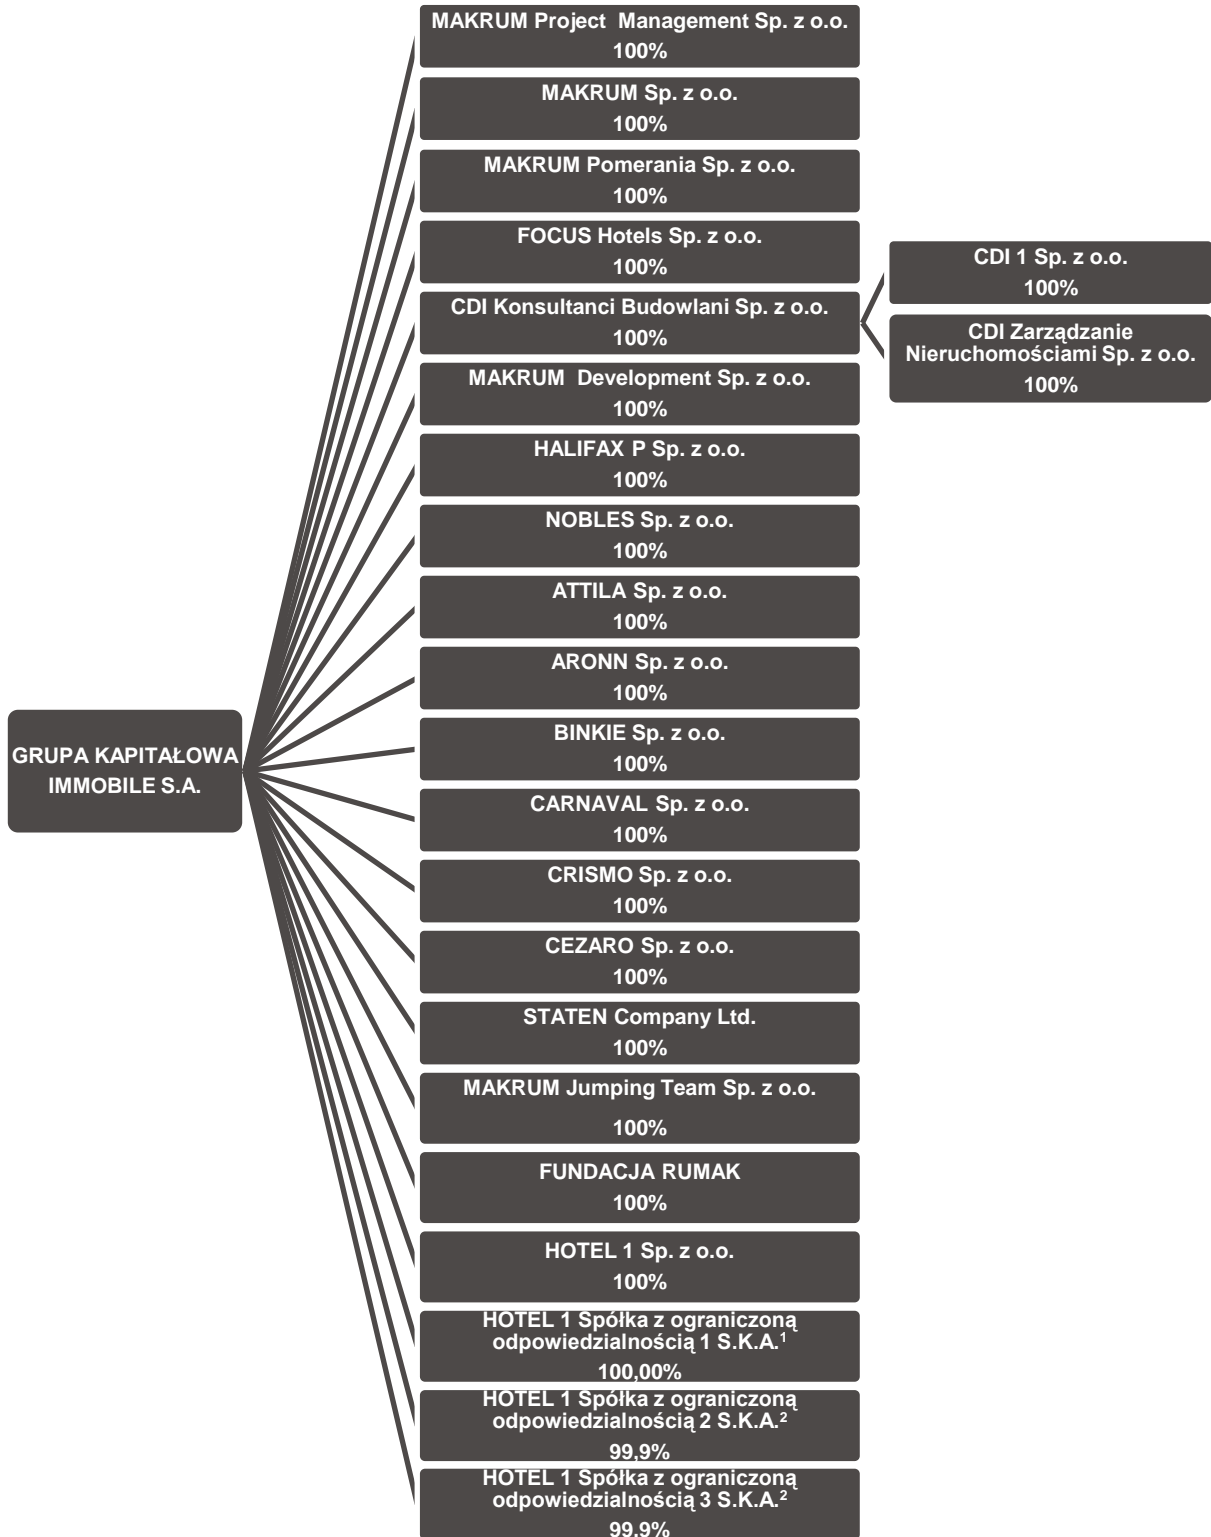 MAKRUM Project Management Sp. z o.o.
100%
MAKRUM Sp. z o.o.
100%
MAKRUM Pomerania Sp. z o.o.
100%
FOCUS Hotels Sp. z o.o.
100%
CDI Konsultanci Budowlani Sp. z o.o.
100%
CDI 1 Sp. z o.o.
100%
CDI Zarządzanie
Nieruchomościami Sp. z o.o.
100%
MAKRUM Development Sp. z o.o.
100%
HALIFAX P Sp. z o.o.
100%
NOBLES Sp. z o.o.
100%
ATTILA Sp. z o.o.
100%
ARONN Sp. z o.o.
100%
GRUPA KAPITAŁOWA
IMMOBILE S.A.
BINKIE Sp. z o.o.
100%
CARNAVAL Sp. z o.o.
100%
CRISMO Sp. z o.o.
100%
CEZARO Sp. z o.o.
100%
STATEN Company Ltd.
100%
MAKRUM Jumping Team Sp. z o.o.
100%
FUNDACJA RUMAK
100%
HOTEL 1 Sp. z o.o.
100%
HOTEL 1 Spółka z ograniczoną
odpowiedzialnością 1 S.K.A.¹
100,00%
HOTEL 1 Spółka z ograniczoną
odpowiedzialnością 2 S.K.A.²
99,9%
HOTEL 1 Spółka z ograniczoną
odpowiedzialnością 3 S.K.A.²
99,9%